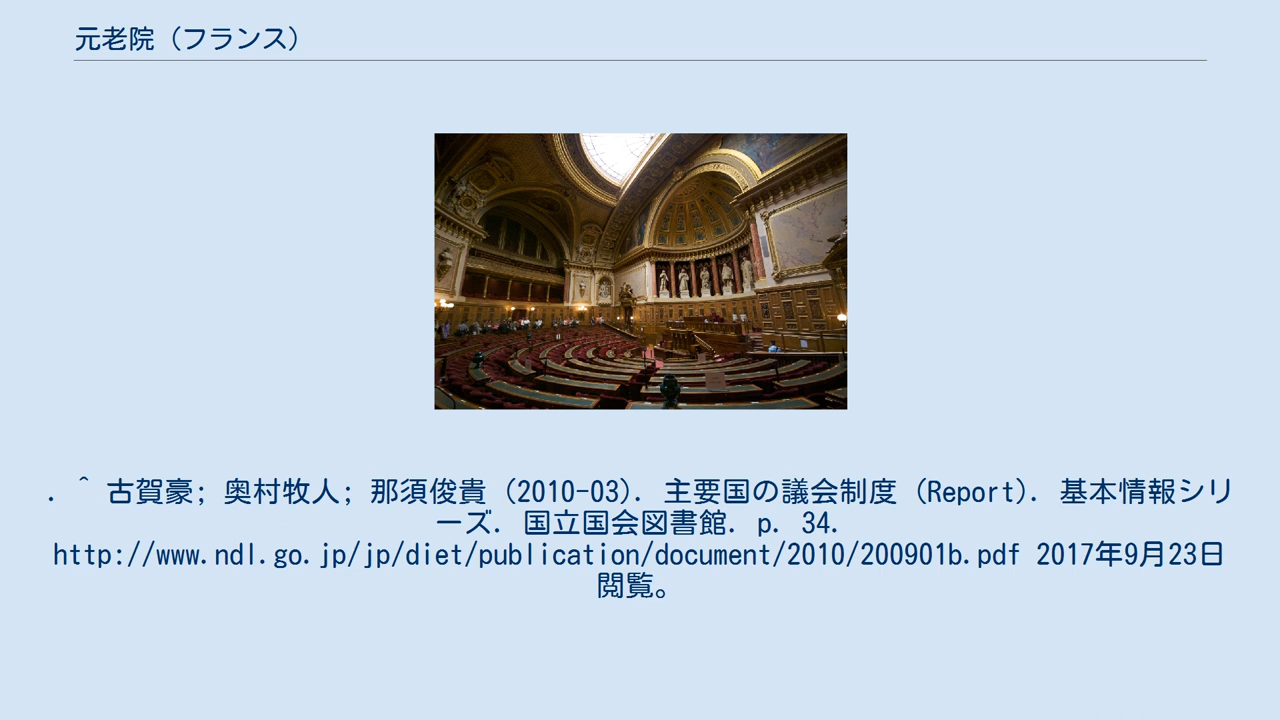 元老院（フランス）
. ^ 古賀豪; 奥村牧人; 那須俊貴 (2010-03). 主要国の議会制度 (Report). 基本情報シリ
ーズ. 国立国会図書館. p. 34.
http://www.ndl.go.jp/jp/diet/publication/document/2010/200901b.pdf 2017年9月23日
閲覧。